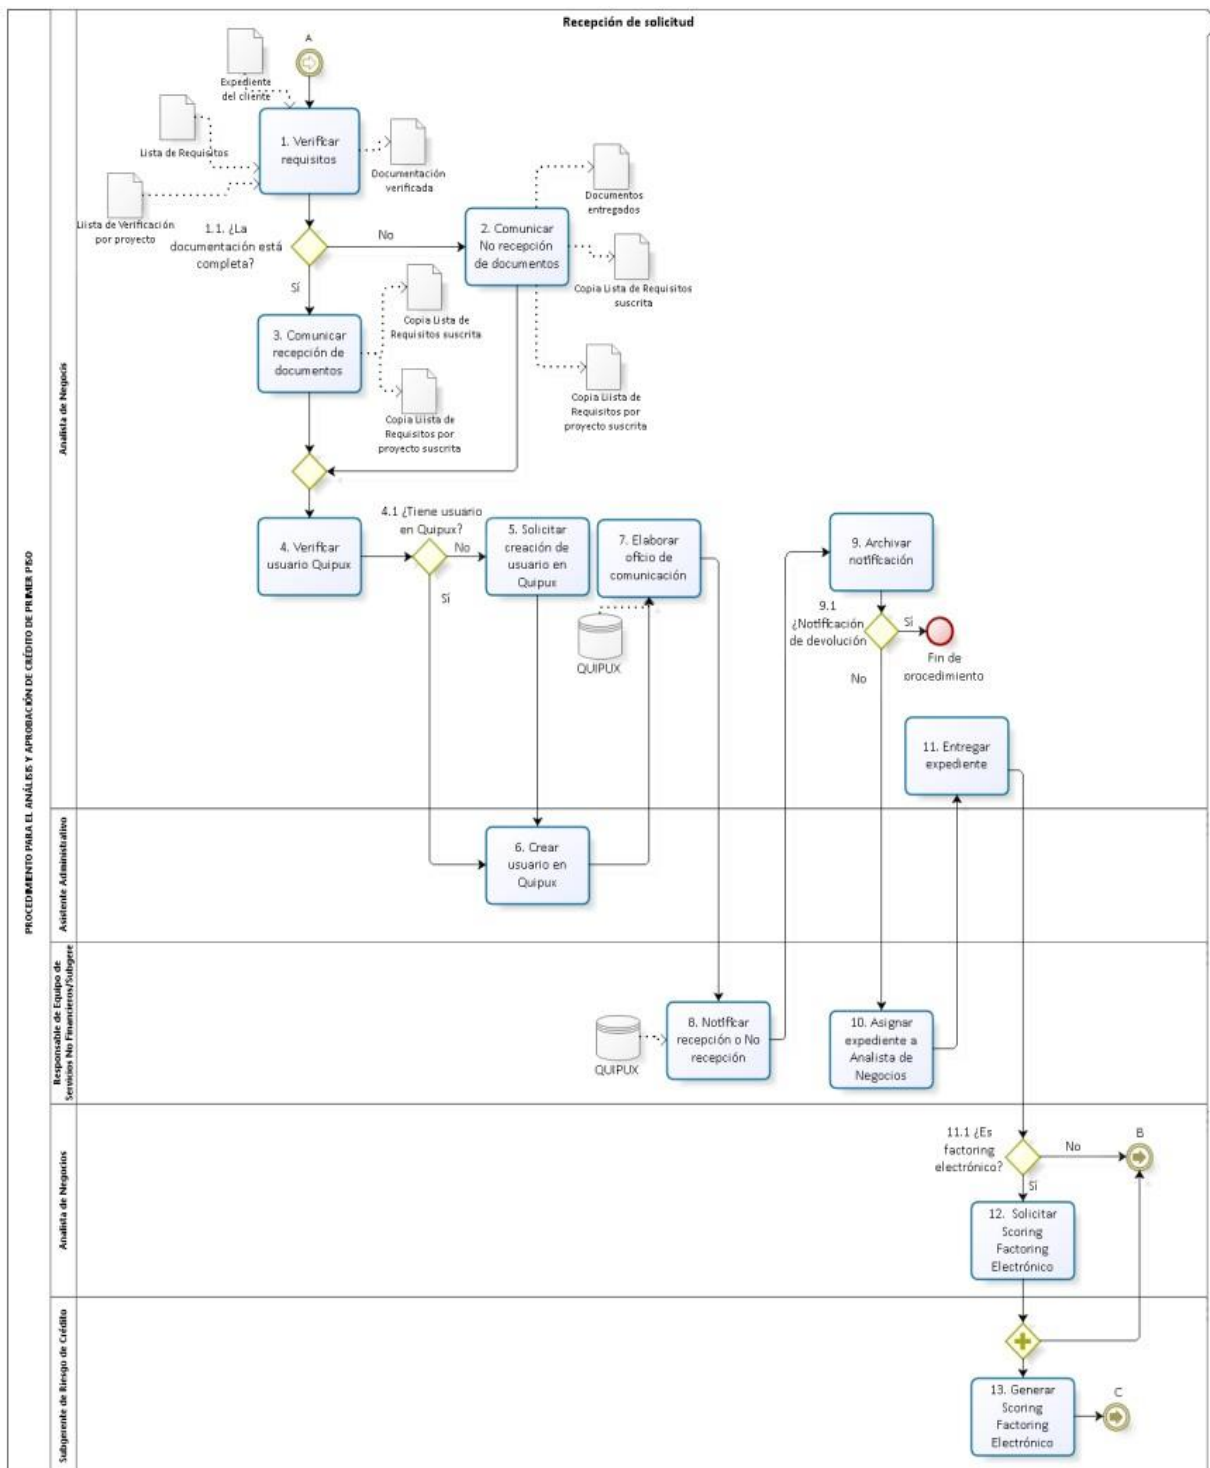 Recepción de solicitud
PROCEDIMIENTO PARA EL ANÁLISIS Y APROBACIÓN DE CRÉDITO DE PRIMER PISO
Analista de Negocis
A
Expediente
del cliente
Lista de Requisitos
Liista de Verificación
por proyecto
1. Verificar
requisitos
Documentación
verificada
1.1. ¿La
documentación está
completa?
No
Sí
2. Comunicar
No recepción
de documentos
Documentos
entregados
Copia Lista de Requisitos
suscrita
Copia Liista de
Requisitos por
proyecto suscrita
3. Comunicar
recepción de
documentos
Copia Lista de
Requisitos suscrita
Copia Liista de
Requisitos por
proyecto suscrita
4. Verificar
usuario Quipux
4.1 ¿Tiene usuario
en Quipux?
No
Sí
5. Solicitar
creación de
usuario en
Quipux
7. Elaborar
oficio de
comunicación
QUIPUX
9. Archivar
notificación
9.1
¿Notificación
de devolución
Sí
No
Fin de
procedimiento
11. Entregar
expediente
Asistente Administrativo
6. Crear
usuario en
Quipux
Responsable de Equipo de
Servicios No Financieros/Subgere
QUIPUX
8. Notificar
recepción o No
recepción
10. Asignar
expediente a
Analista de
Negocios
Analista de Negocios
11.1 ¿Es
factoring
electrónico?
No
Sí
B
12. Solicitar
Scoring
Factoring
Electrónico
Subgerente de Riesgo de Crédito
13. Generar
Scoring
Factoring
Electrónico
C